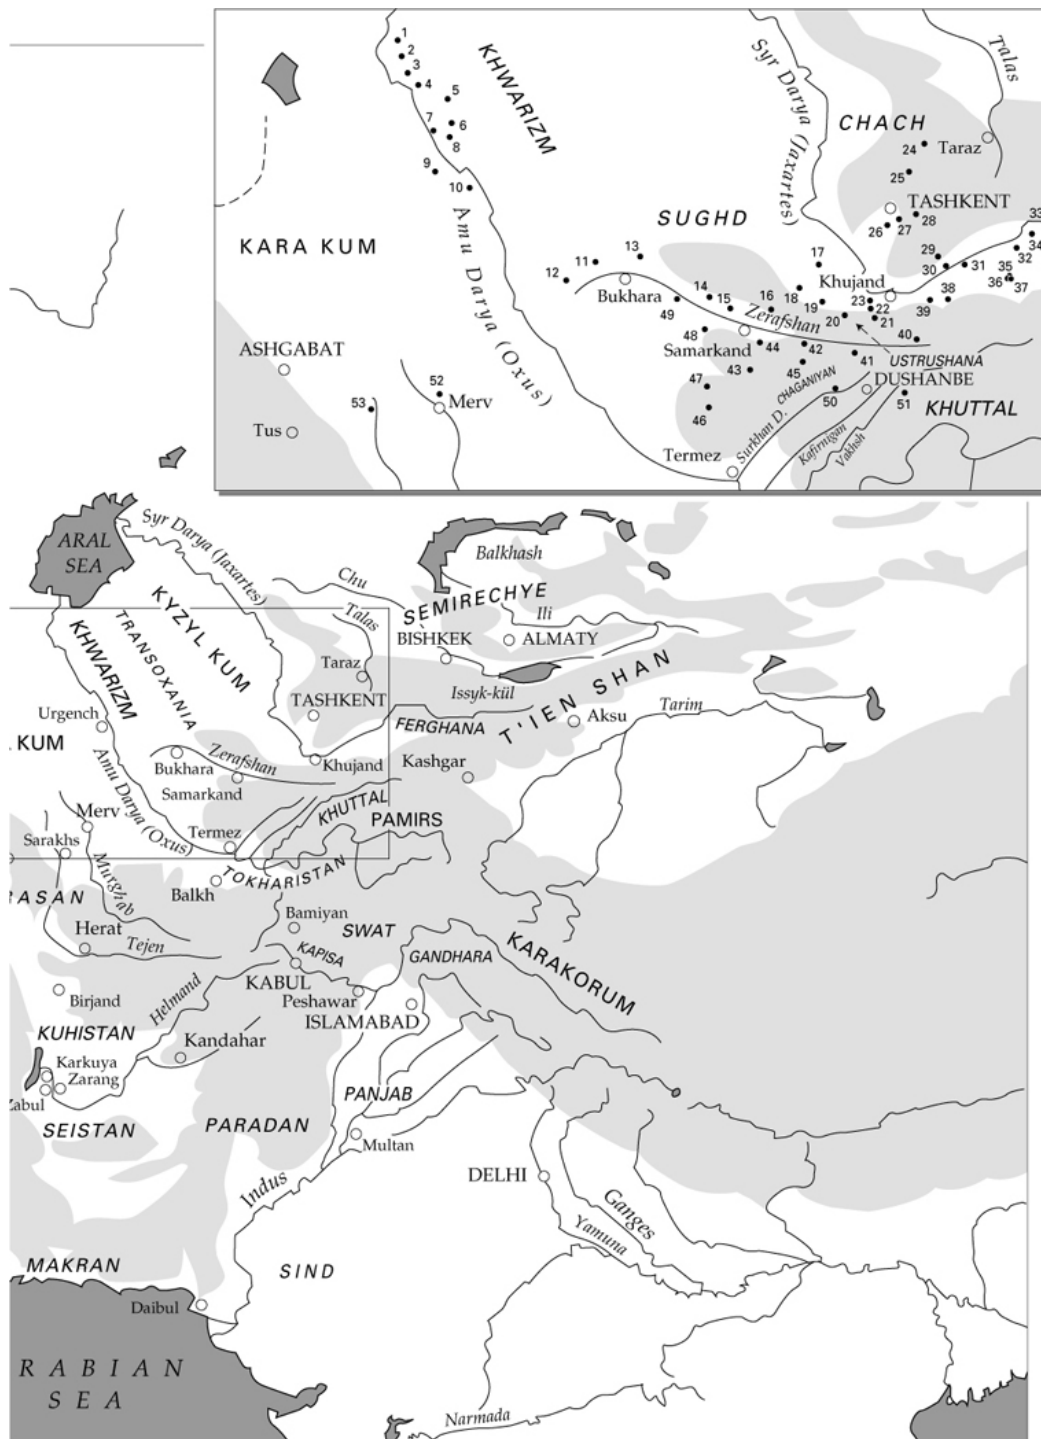 1
2
3
4
5
6
7
8
9
10
KHWARIZM
Syr Darya (Jaxartes)
Talas
CHACH
24
Taraz
25
TASHKENT
28
27
26
33
34
32
SUGHD
Amu Darya (Oxus)
KARA KUM
13
11
12
17
29
30
31
35
36
37
Bukhara
14
49
15
16
18
19
Khujand
23
22
21
20
38
39
Zerafshan
48
Samarkand
44
42
40
41
USTRUSHANA
ASHGABAT
43
45
CHAGANIYAN
DUSHANBE
47
46
50
51
KHUTTAL
52
53
Merv
Tus
Termez
Surkhan D.
Kafirnigan
Vakhsh
ARAL
SEA
Syr Darya (Jaxartes)
Balkhash
Chu
SEMIRECHYE
Ili
KYZYL KUM
TRANSOXANIA
KHWARIZM
Talas
BISHKEK
ALMATY
Taraz
Issyk-kül
T'IEN SHAN
TASHKENT
Urgench
FERGHANA
Aksu
Tarim
KUM
Zerafshan
Bukhara
Khujand
Kashgar
Samarkand
Amu Darya (Oxus)
KHUTTAL
PAMIRS
Merv
Termez
Sarakhs
Murghab
TOKHARISTAN
Balkh
RASAN
Bamiyan
SWAT
Herat
Tejen
KAPISA
GANDHARA
KARAKORUM
KABUL
Peshawar
Helmand
Birjand
ISLAMABAD
KUHISTAN
Kandahar
Karkuya
Zarang
Zabul
PANJAB
SEISTAN
PARADAN
Multan
Indus
DELHI
Ganges
Yamuna
MAKRAN
SIND
Daibul
RABIAN
SEA
Narmada